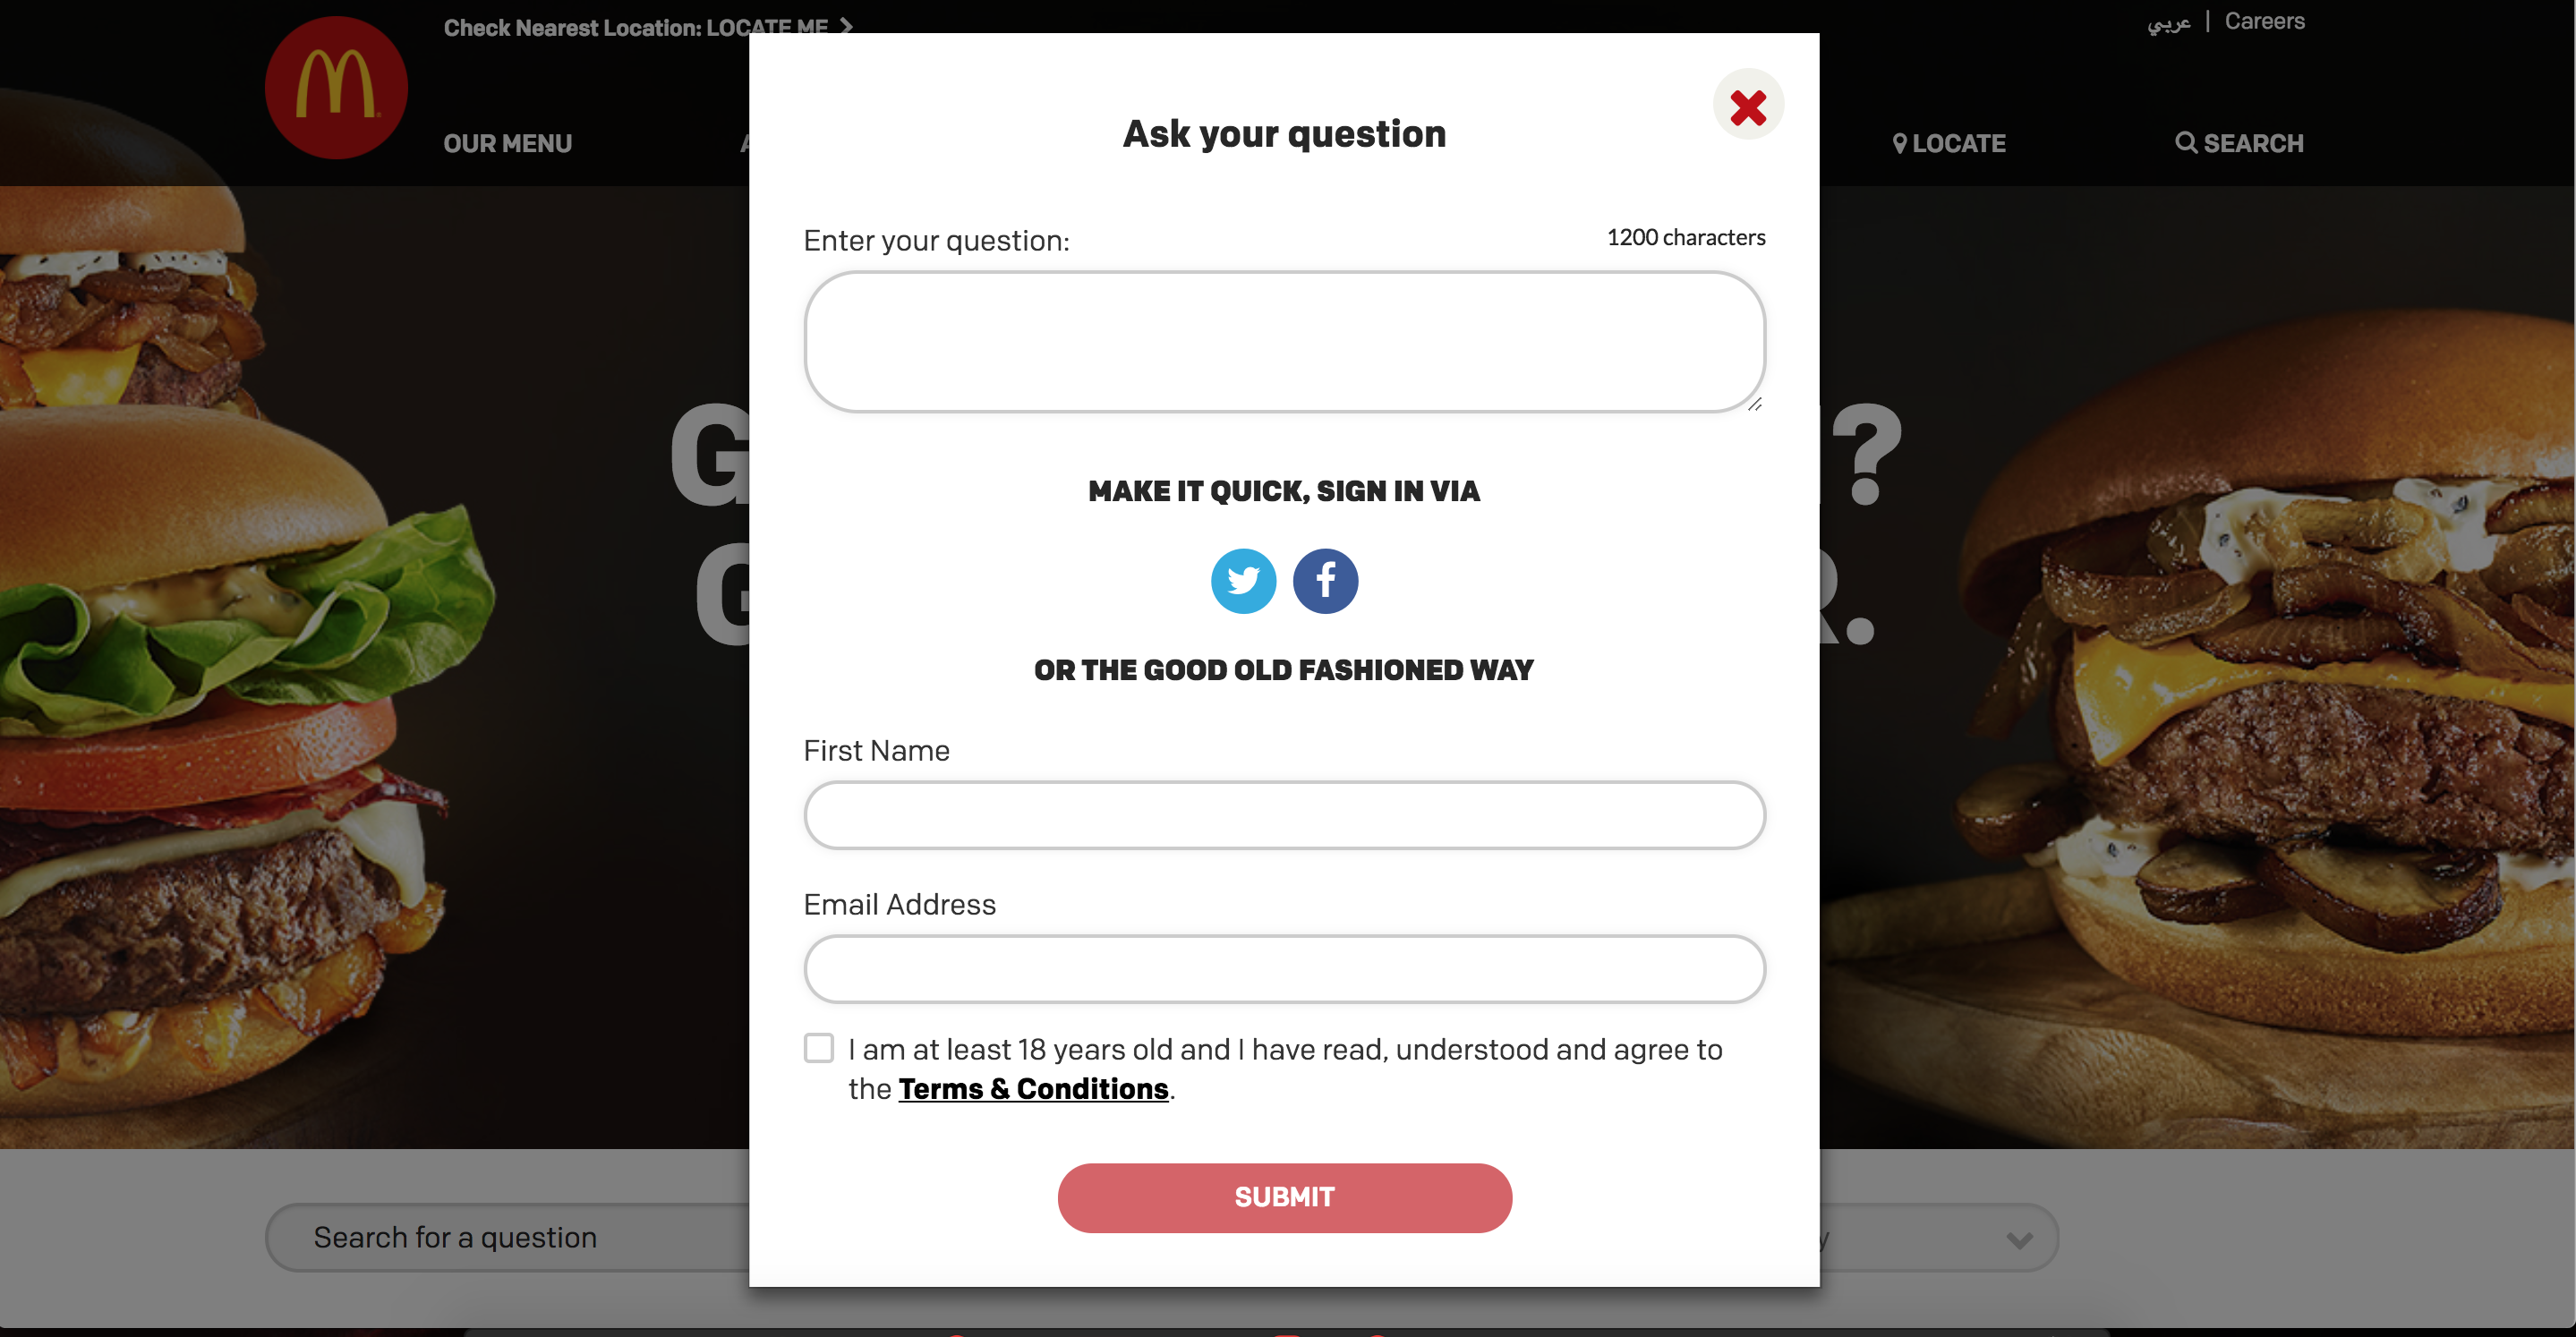 Check Nearest Location: LOCATE ME
عربي | Careers
OUR MENU
LOCATE
SEARCH
Ask your question
Enter your question:
1200 characters
MAKE IT QUICK, SIGN IN VIA
OR THE GOOD OLD FASHIONED WAY
First Name
Email Address
I am at least 18 years old and I have read, understood and agree to
the Terms & Conditions.
SUBMIT
Search for a question